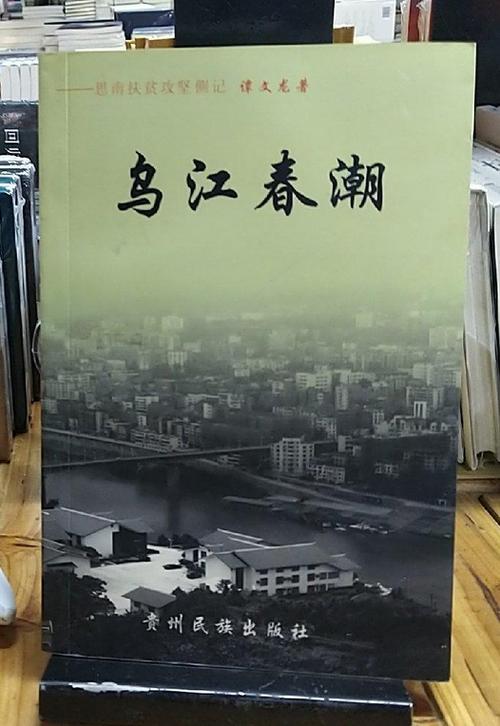 ——思南扶贫攻坚侧记 谭文龙著
乌江春潮
贵州民族出版社